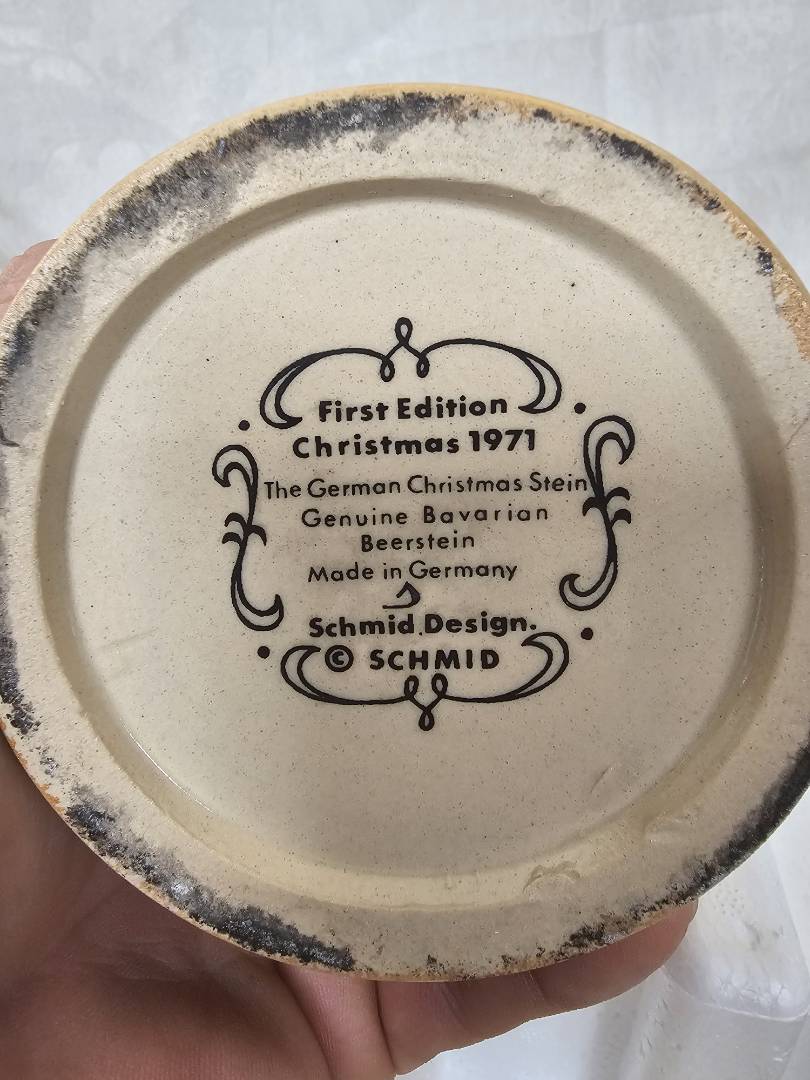 First Edition
Christmas 1971
The German Christmas Stein
Genuine Bavarian
Beerstein
Made in Germany
Schmid Design.
© SCHMID